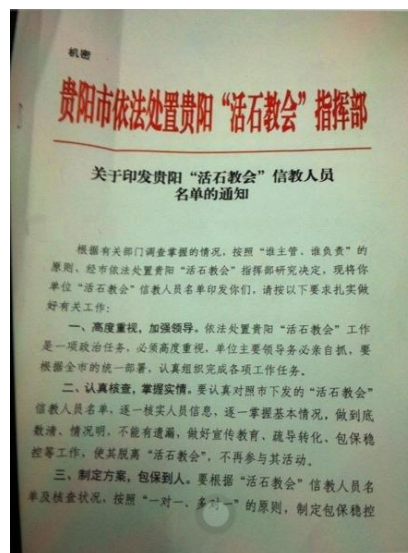 机密
贵阳市依法处置贵阳“活石教会”指挥部
关于印发贵阳“活石教会”信教人员
名单的通知
根据有关部门调查掌握的情况，按照“谁主管、谁负责”的
原则、经市依法处置贵阳“活石教会”指挥部研究决定，现将你
单位“活石教会”信教人员名单印发你们，请按以下要求扎实做
好有关工作：
一、高度重视，加强领导。依法处置贵阳“活石教会”工作
是一项政治任务，必须高度重视，单位主要领导务必亲自抓，要
根据全市的统一部署，认真组织完成各项工作任务。
二、认真核查，掌握实情。要认真对照市下发的“活石教会”
信教人员名单，逐一核实人员信息，逐一掌握基本情况，做到底
数清、情况明，不能有遗漏，做好宣传教育、疏导转化、包保稳
控等工作，使其脱离“活石教会”，不再参与其活动。
三、制定方案，包保到人。要根据“活石教会”信教人员名
单及核查状况，按照“一对一、多对一”的原则，制定包保稳控